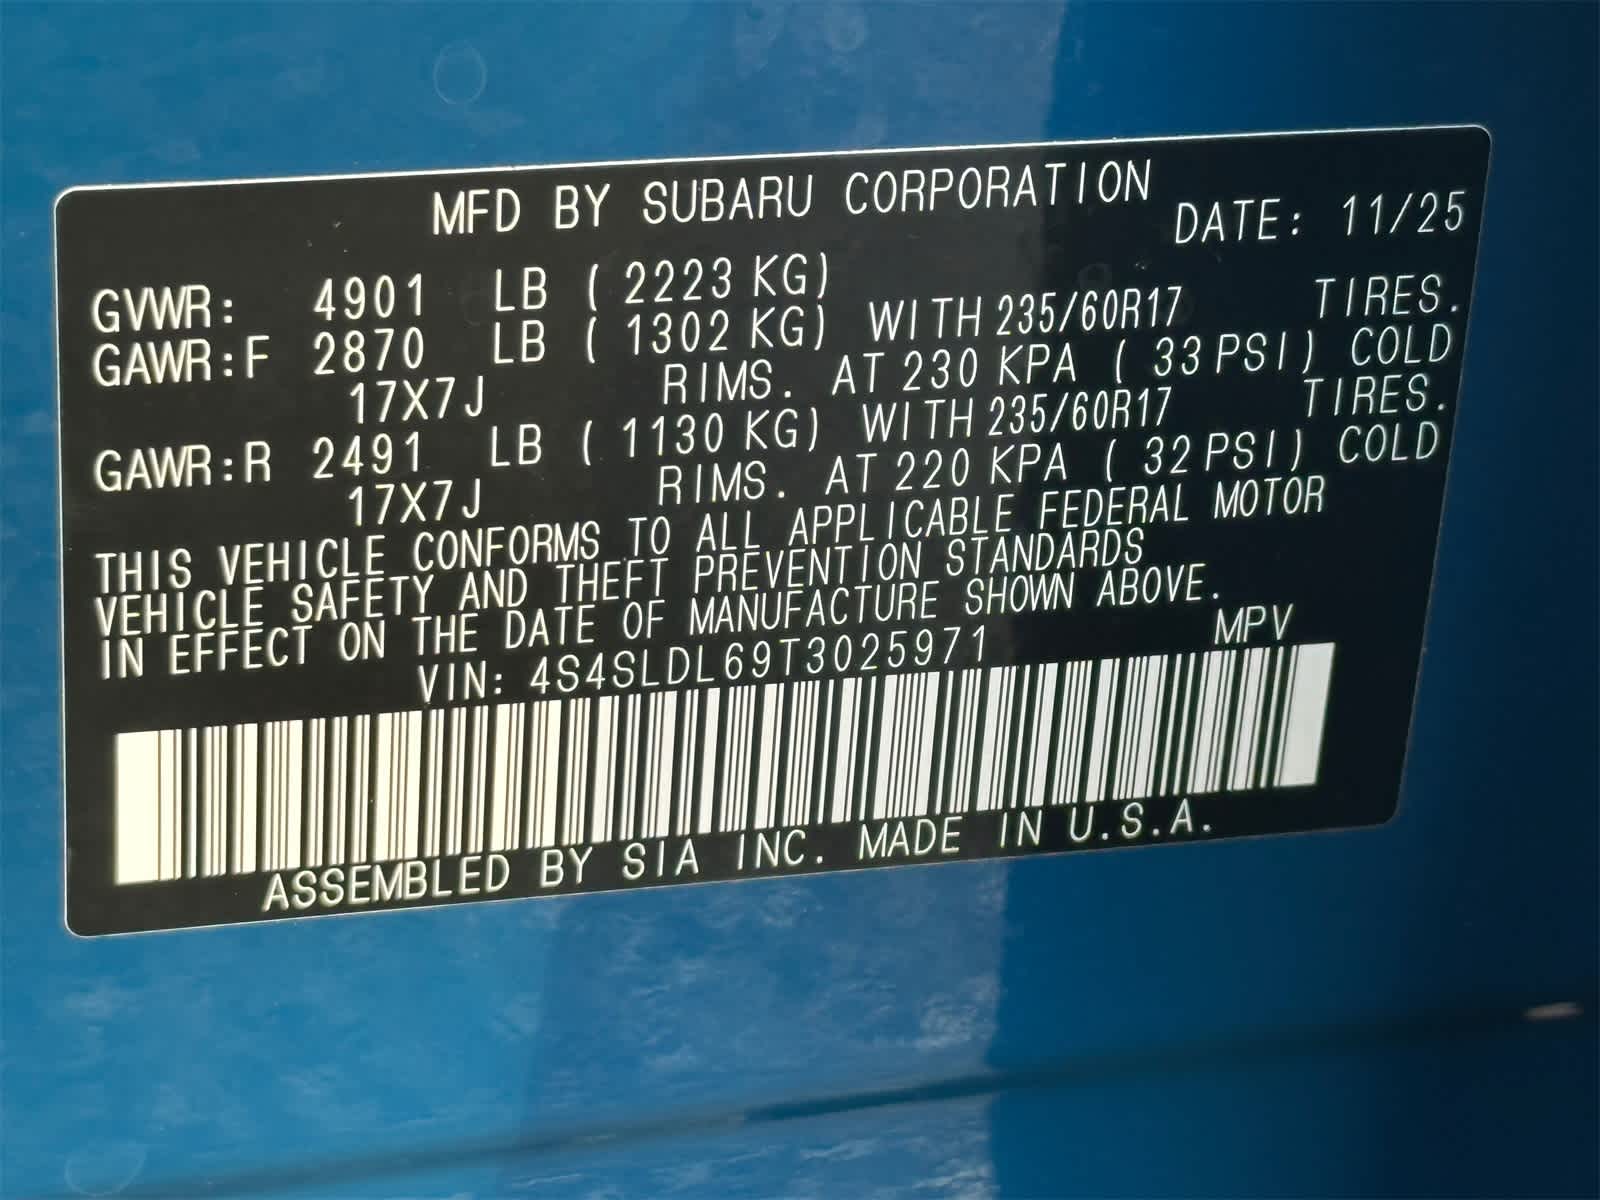 MFD BY SUBARU CORPORATION DATE: 11/25
GVWR: 4901 LB ( 2223 KG)
GAWR:F 2870 LB ( 1302 KG) WITH 235/60R17 TIRES.
17X7J RIMS. AT 230 KPA ( 33 PSI) COLD
GAWR:R 2491 LB ( 1130 KG) WITH 235/60R17 TIRES.
17X7J RIMS. AT 220 KPA ( 32 PSI) COLD
THIS VEHICLE CONFORMS TO ALL APPLICABLE FEDERAL MOTOR
VEHICLE SAFETY AND THEFT PREVENTION STANDARDS
IN EFFECT ON THE DATE OF MANUFACTURE SHOWN ABOVE.
VIN: 4S4SLDL69T3025971 MPV
ASSEMBLED BY SIA INC. MADE IN U.S.A.